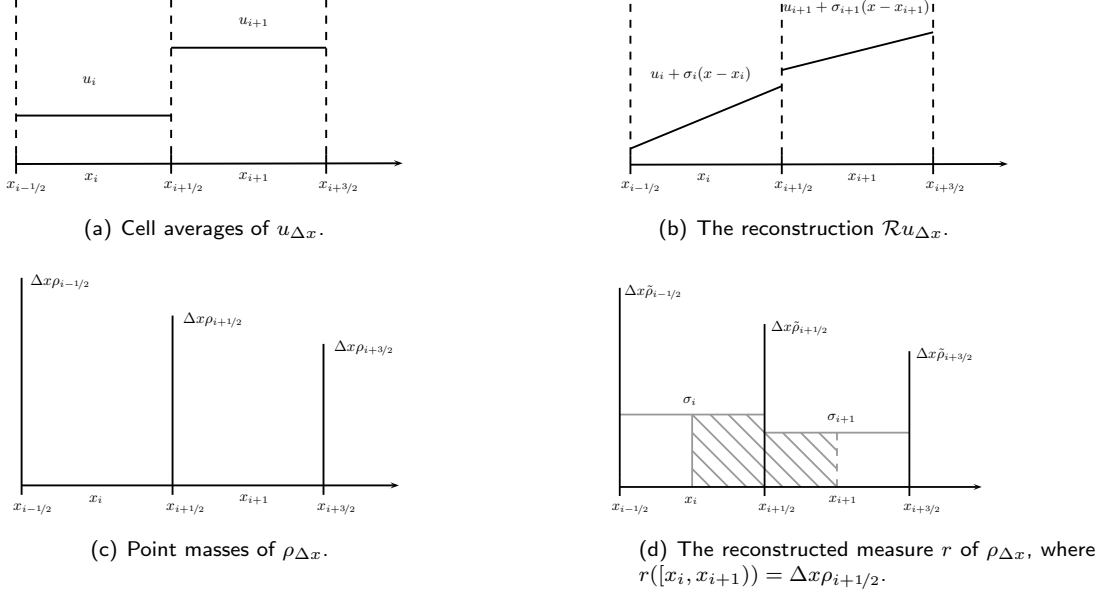 u_{i+1}
u_i
x_{i-1/2} x_i x_{i+1/2} x_{i+1} x_{i+3/2}
(a) Cell averages of u_{Δx}.
u_{i+1} + σ_{i+1}(x − x_{i+1})
u_i + σ_i(x − x_i)
x_{i-1/2} x_i x_{i+1/2} x_{i+1} x_{i+3/2}
(b) The reconstruction ℛu_{Δx}.
Δxρ_{i-1/2}
Δxρ_{i+1/2}
Δxρ_{i+3/2}
x_{i-1/2} x_i x_{i+1/2} x_{i+1} x_{i+3/2}
(c) Point masses of ρ_{Δx}.
Δxρ̃_{i-1/2}
Δxρ̃_{i+1/2}
Δxρ̃_{i+3/2}
σ_i
σ_{i+1}
x_{i-1/2} x_i x_{i+1/2} x_{i+1} x_{i+3/2}
(d) The reconstructed measure r of ρ_{Δx}, where
r([x_i, x_{i+1})) = Δxρ_{i+1/2}.